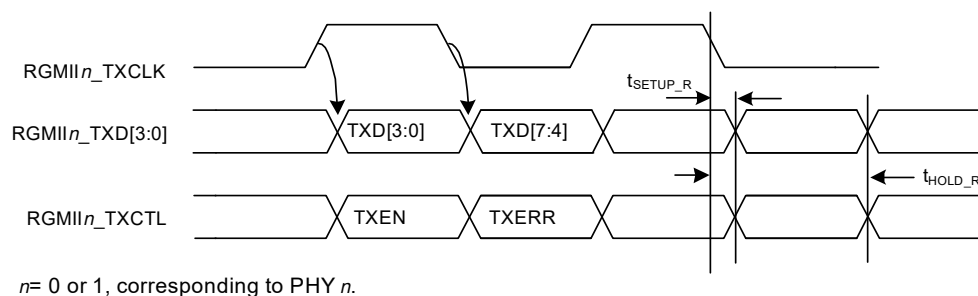 RGMIIn_TXCLK
tSETUP_R
RGMIIn_TXD[3:0]
TXD[3:0]
TXD[7:4]
tHOLD_R
RGMIIn_TXCTL
TXEN
TXERR
n= 0 or 1, corresponding to PHY n.